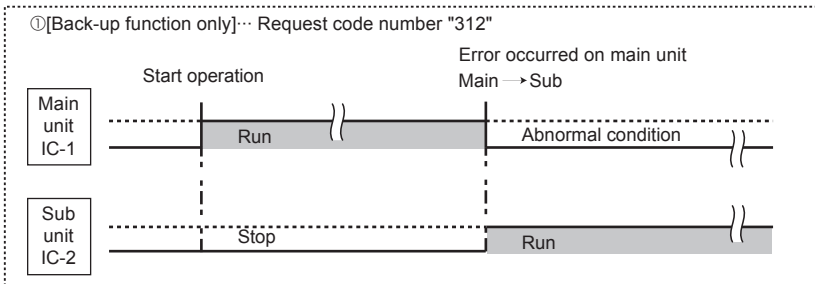 ①[Back-up function only]··· Request code number "312"
Error occurred on main unit
Start operation
Main → Sub
Main
unit
IC-1
Run
Abnormal condition
Sub
unit
IC-2
Stop
Run